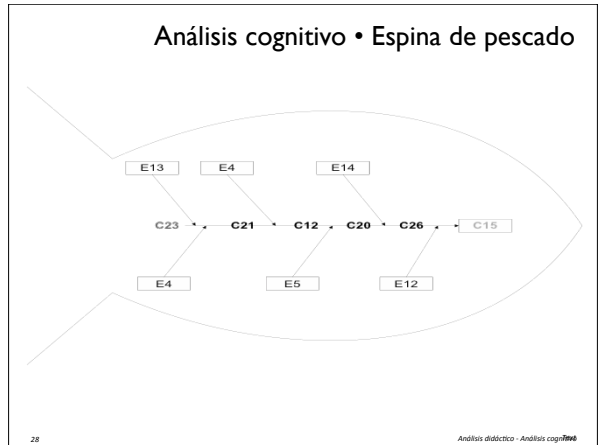 Análisis cognitivo • Espina de pescado
E13 E4 E14
C23 C21 C12 C20 C26 C15
E4 E5 E12
28
Análisis didáctico - Análisis cognitivo